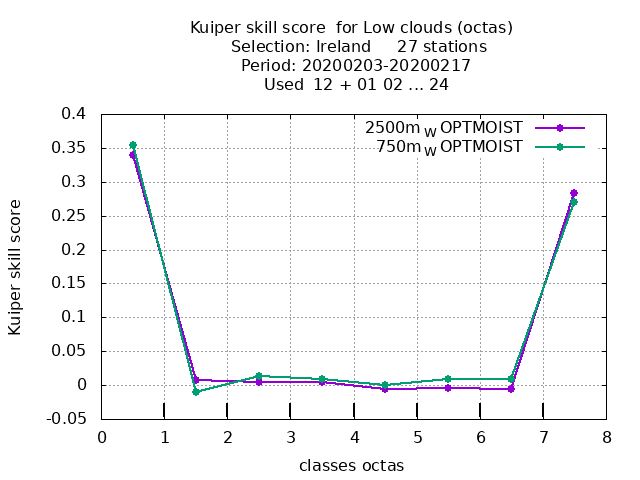 Kuiper skill score  for Low clouds (octas)
Selection: Ireland     27 stations
Period: 20200203-20200217
Used  12 + 01 02 ... 24
2500m W OPTMOIST
750m W OPTMOIST
0.4
0.35
0.3
0.25
0.2
0.15
0.1
0.05
0
-0.05
Kuiper skill score
0 1 2 3 4 5 6 7 8
classes octas